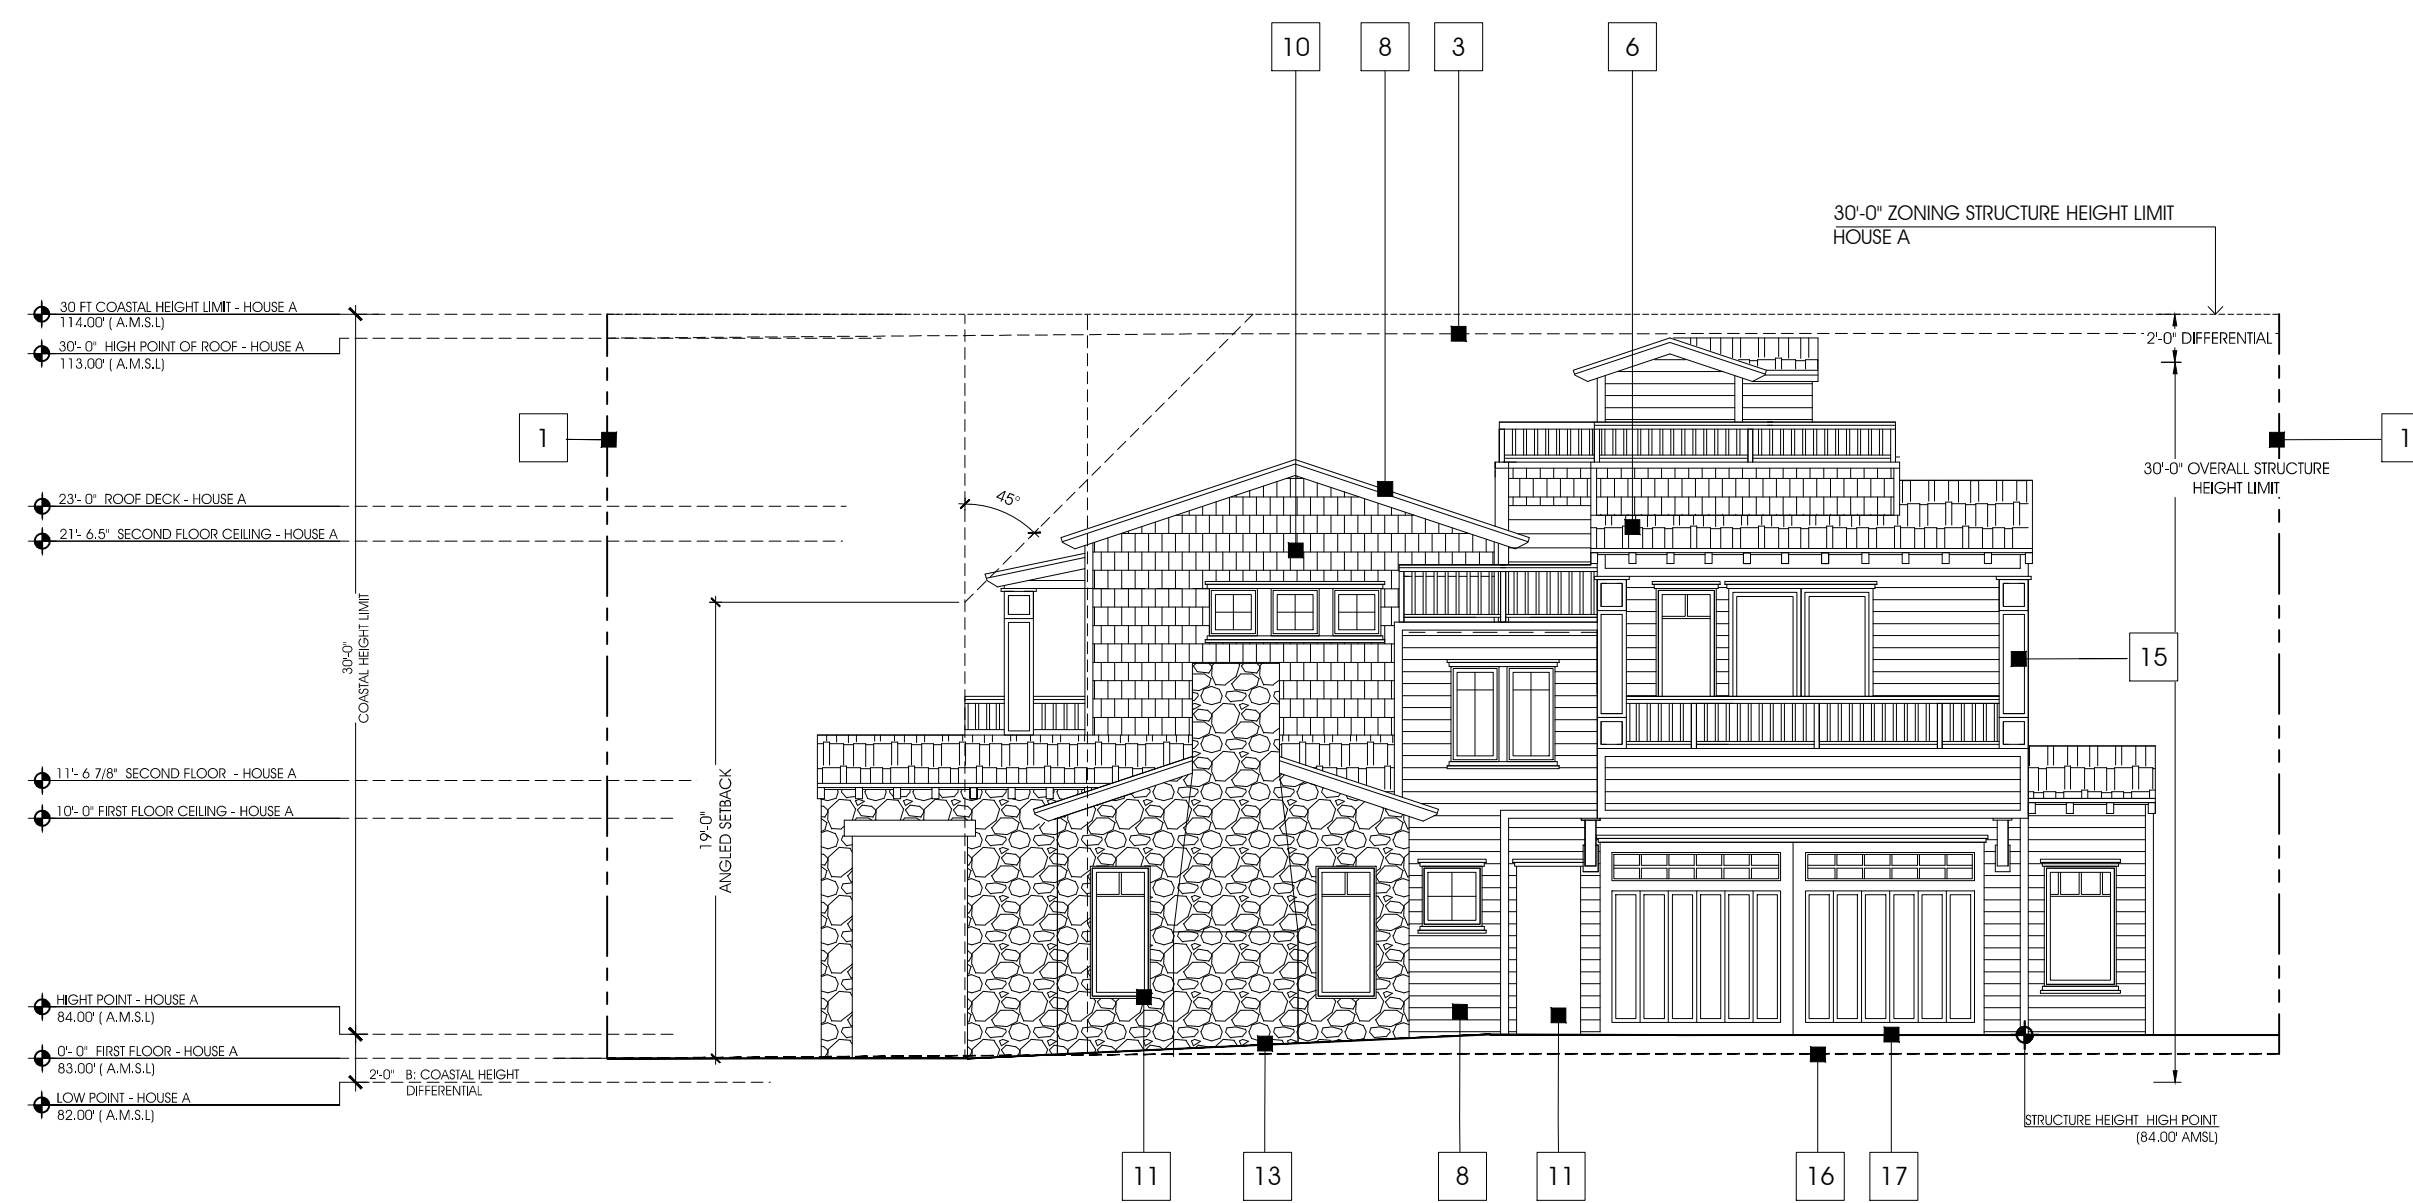 10
8
3
6
30'-0" ZONING STRUCTURE HEIGHT LIMIT
HOUSE A
30 FT COASTAL HEIGHT LIMIT - HOUSE A
114.00' ( A.M.S.L)
30'- 0" HIGH POINT OF ROOF - HOUSE A
113.00' ( A.M.S.L)
2'-0" DIFFERENTIAL
1
1
30'-0" OVERALL STRUCTURE
HEIGHT LIMIT
23'- 0" ROOF DECK - HOUSE A
45°
21'- 6.5" SECOND FLOOR CEILING - HOUSE A
30'-0"
COASTAL HEIGHT LIMIT
15
11'- 6 7/8" SECOND FLOOR - HOUSE A
10'- 0" FIRST FLOOR CEILING - HOUSE A
19'-0"
ANGLED SETBACK
HIGHT POINT - HOUSE A
84.00' ( A.M.S.L)
0'- 0" FIRST FLOOR - HOUSE A
83.00' ( A.M.S.L)
2'-0" B: COASTAL HEIGHT
DIFFERENTIAL
LOW POINT - HOUSE A
82.00' ( A.M.S.L)
STRUCTURE HEIGHT HIGH POINT
(84.00' AMSL)
11
13
8
11
16
17